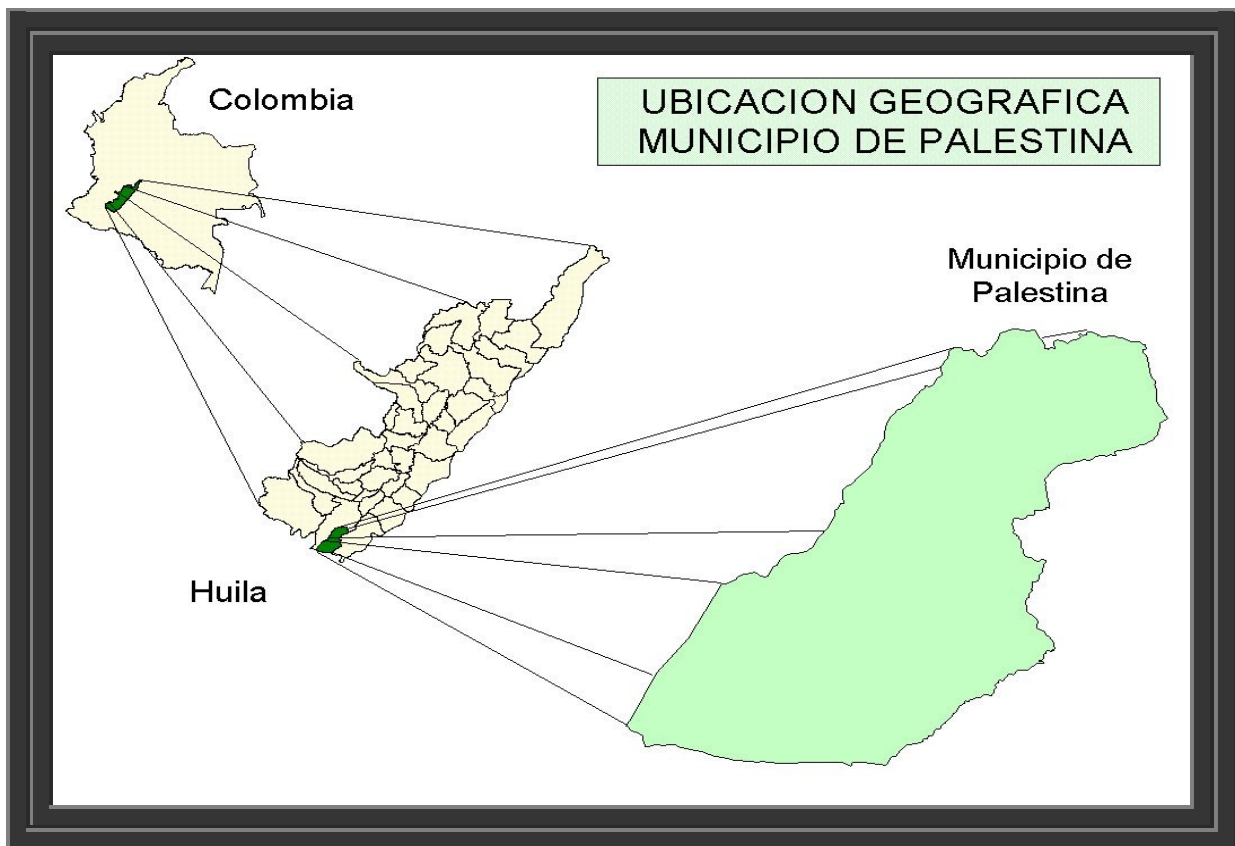 Colombia
UBICACION GEOGRAFICA
MUNICIPIO DE PALESTINA
Municipio de
Palestina
Huila